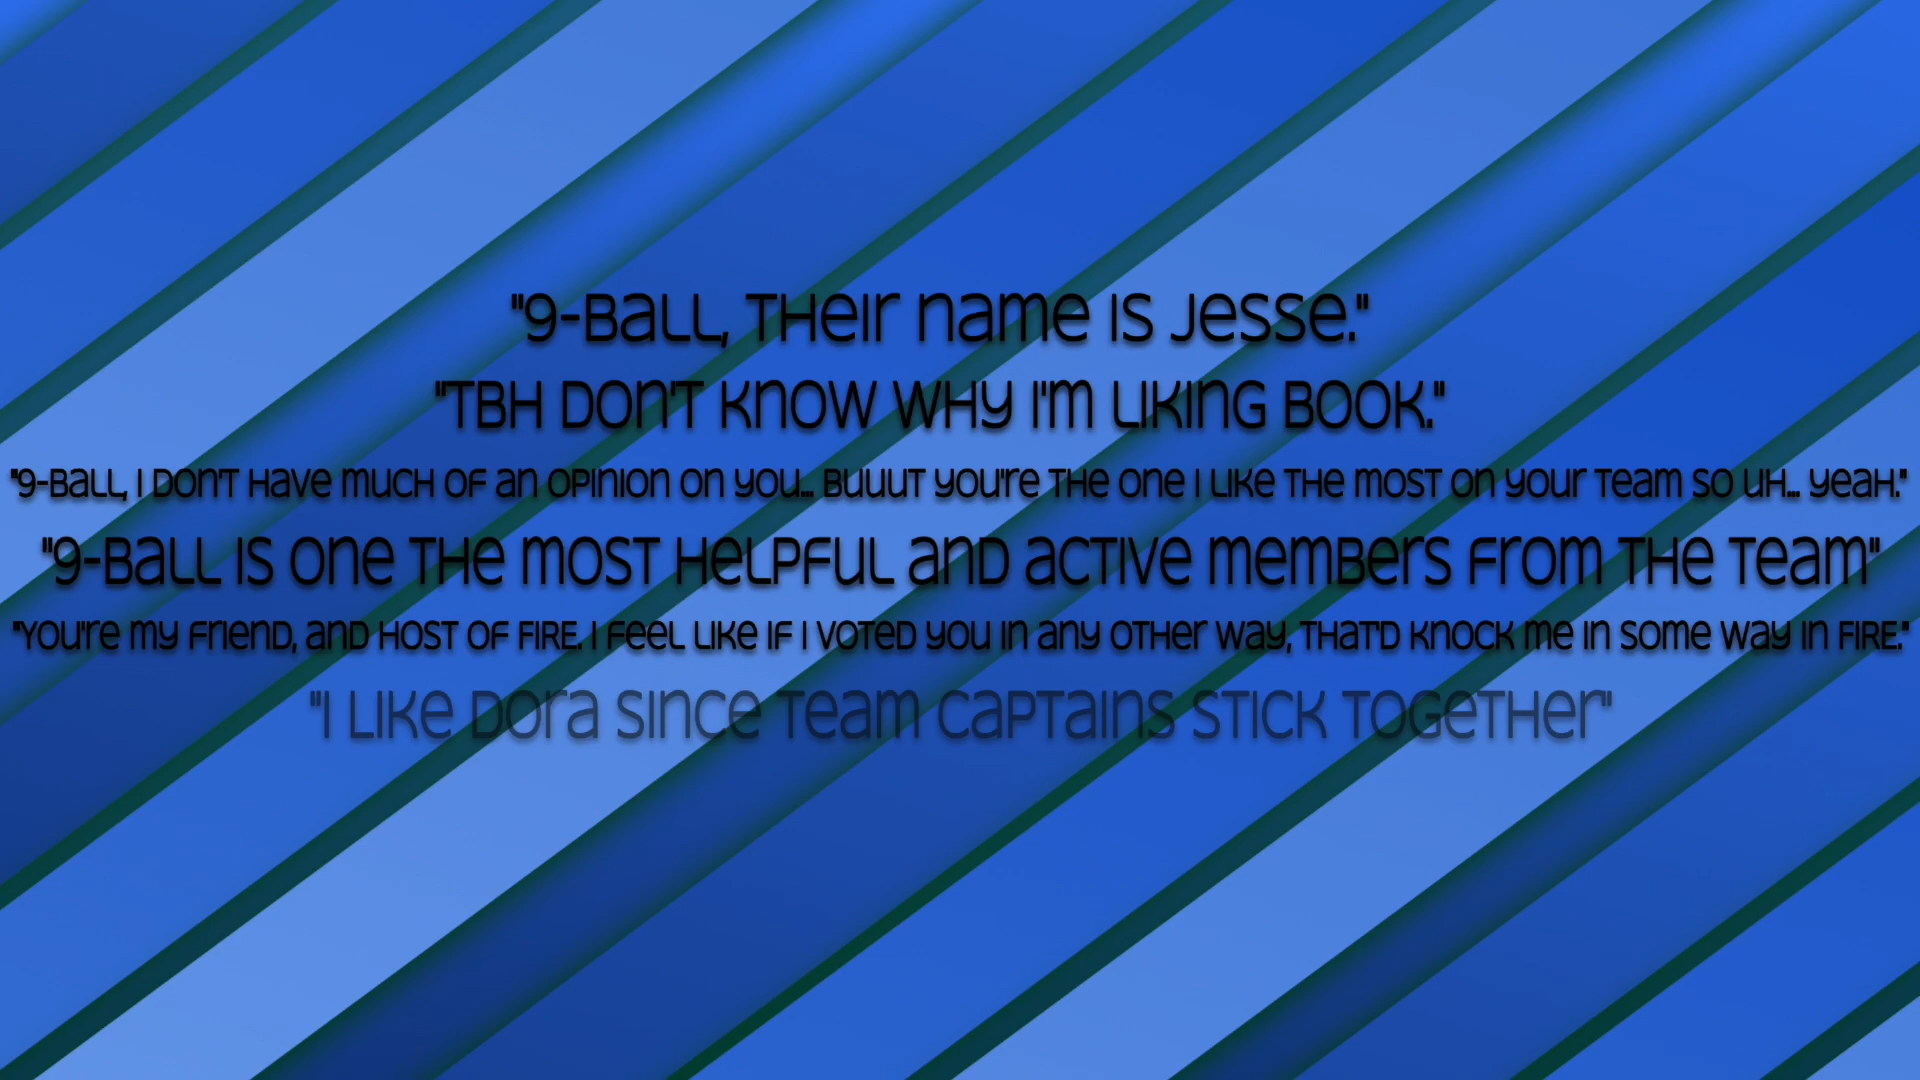 "9-Ball, their name is Jesse."
"TBH don't know why I'm liking Book."
"9-Ball, I don't have much of an opinion on you... buuut you're the one I like the most on your team so uh... yeah."
"9-Ball is one the most helpful and active members from the team"
"You're my friend, and host of FIRE. I feel like if I voted you in any other way, that'd knock me in some way in FIRE."
"I like Dora since team captains stick together"